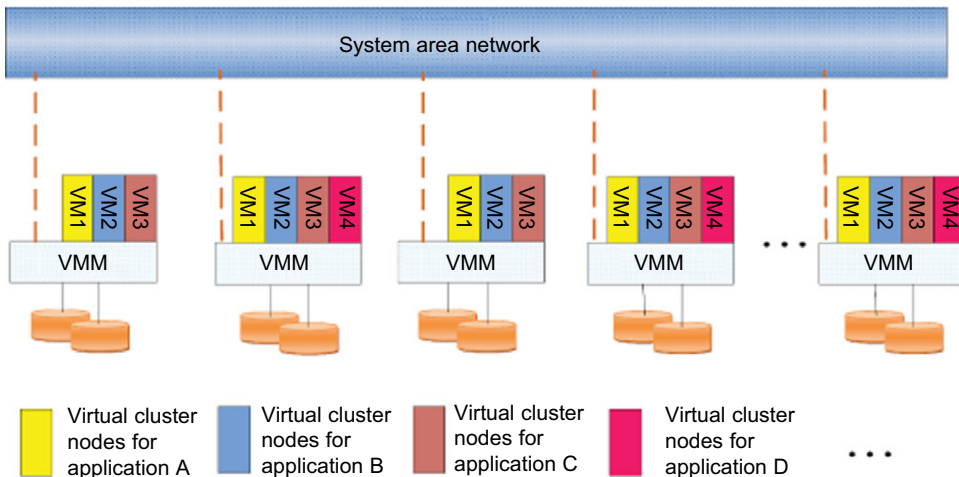 System area network
VM1 VM2 VM3
VM1 VM2 VM3 VM4
VM1 VM2 VM3
VM1 VM2 VM3 VM4
• • •
VM1 VM2 VM3 VM4
VMM
VMM
VMM
VMM
VMM
Virtual cluster
nodes for
application A
Virtual cluster
nodes for
application B
Virtual cluster
nodes for
application C
Virtual cluster
nodes for
application D
• • •